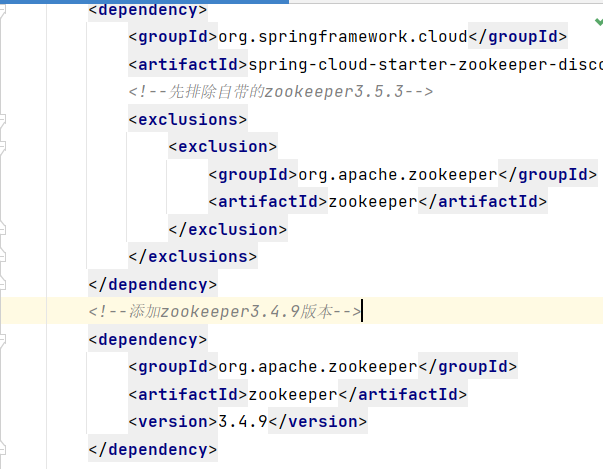 <dependency>
<groupId>org.springframework.cloud</groupId>
<artifactId>spring-cloud-starter-zookeeper-disco
<!--先排除自带的zookeeper3.5.3-->
<exclusions>
<exclusion>
<groupId>org.apache.zookeeper</groupId>
<artifactId>zookeeper</artifactId>
</exclusion>
</exclusions>
</dependency>
<!--添加zookeeper3.4.9版本-->
<dependency>
<groupId>org.apache.zookeeper</groupId>
<artifactId>zookeeper</artifactId>
<version>3.4.9</version>
</dependency>